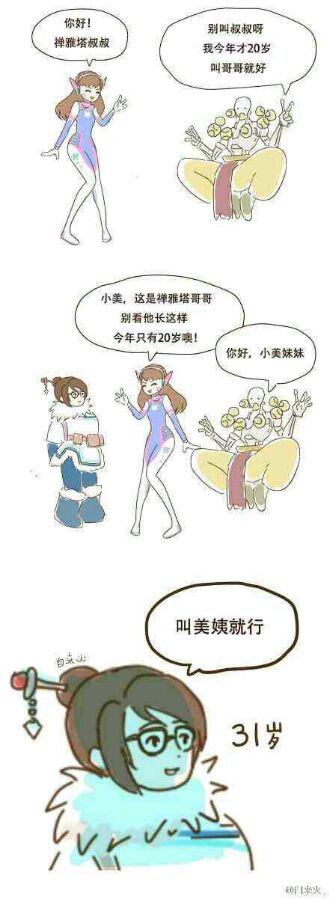 你好！
禅雅塔叔叔
别叫叔叔呀
我今年才20岁
叫哥哥就好
小美，这是禅雅塔哥哥
别看他长这样
今年只有20岁噢！
你好，小美妹妹
叫美姨就行
31岁